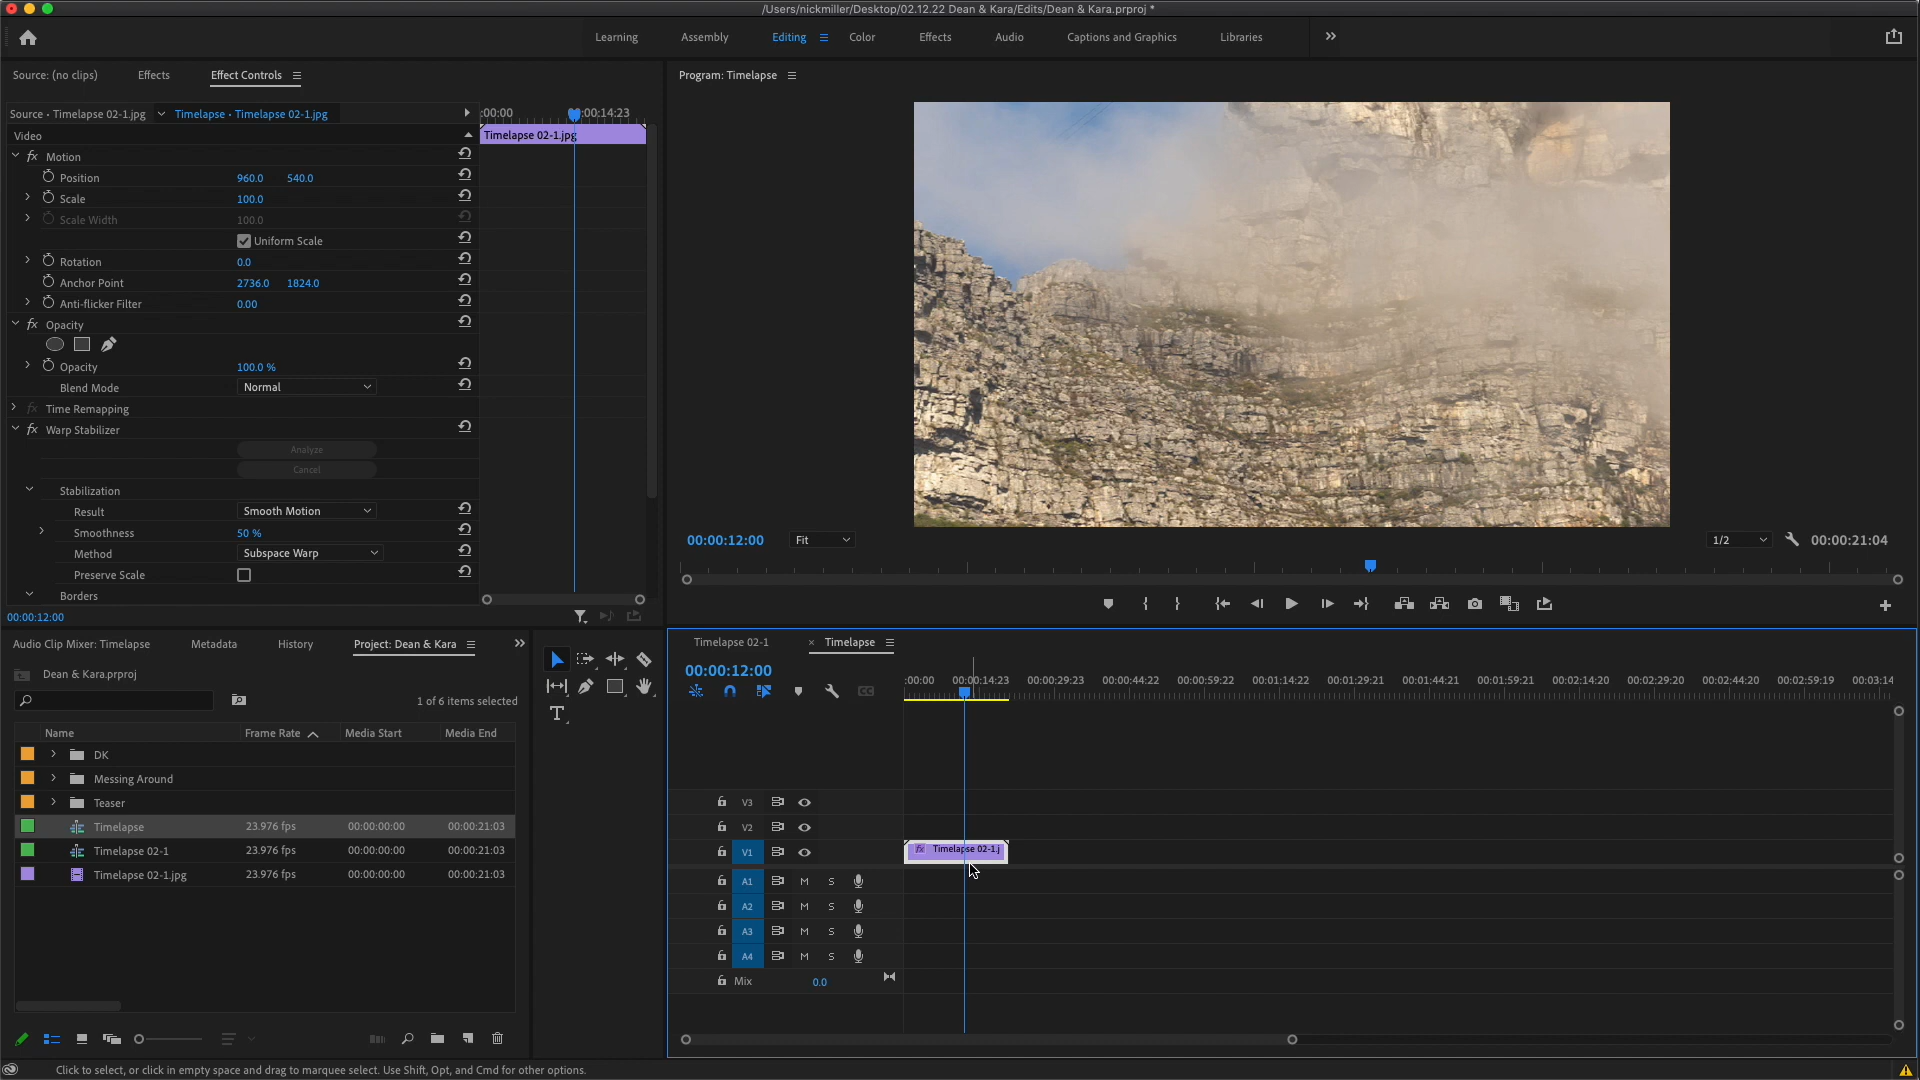 /Users/nickmiller/Desktop/02.12.22 Dean & Kara/Edits/Dean & Kara.prproj *
Learning Assembly Editing Color Effects Audio Captions and Graphics Libraries
Source: (no clips) Effects Effect Controls
Program: Timelapse
Source • Timelapse 02-1.jpg Timelapse • Timelapse 02-1.jpg :00:00 00:00:14:23
Video Timelapse 02-1.jpg
fx Motion
Position 960.0 540.0
Scale 100.0
Scale Width 100.0
Uniform Scale
Rotation 0.0
Anchor Point 2736.0 1824.0
Anti-flicker Filter 0.00
fx Opacity
Opacity 100.0 %
Blend Mode Normal
fx Time Remapping
fx Warp Stabilizer
Analyze
Cancel
Stabilization
Result Smooth Motion
Smoothness 50 %
Method Subspace Warp
Preserve Scale
Borders
00:00:12:00
00:00:12:00 Fit 1/2 00:00:21:04
Audio Clip Mixer: Timelapse Metadata History Project: Dean & Kara
Dean & Kara.prproj
1 of 6 items selected
Name Frame Rate Media Start Media End
DK
Messing Around
Teaser
Timelapse 23.976 fps 00:00:00:00 00:00:21:03
Timelapse 02-1 23.976 fps 00:00:00:00 00:00:21:03
Timelapse 02-1.jpg 23.976 fps 00:00:00:00 00:00:21:03
T
Timelapse 02-1 × Timelapse
00:00:12:00
CC
:00:00 00:00:14:23 00:00:29:23 00:00:44:22 00:00:59:22 00:01:14:22 00:01:29:21 00:01:44:21 00:01:59:21 00:02:14:20 00:02:29:20 00:02:44:20 00:02:59:19 00:03:14
V3
V2
V1 fx Timelapse 02-1.j
A1 M S
A2 M S
A3 M S
A4 M S
Mix 0.0
Click to select, or click in empty space and drag to marquee select. Use Shift, Opt, and Cmd for other options.